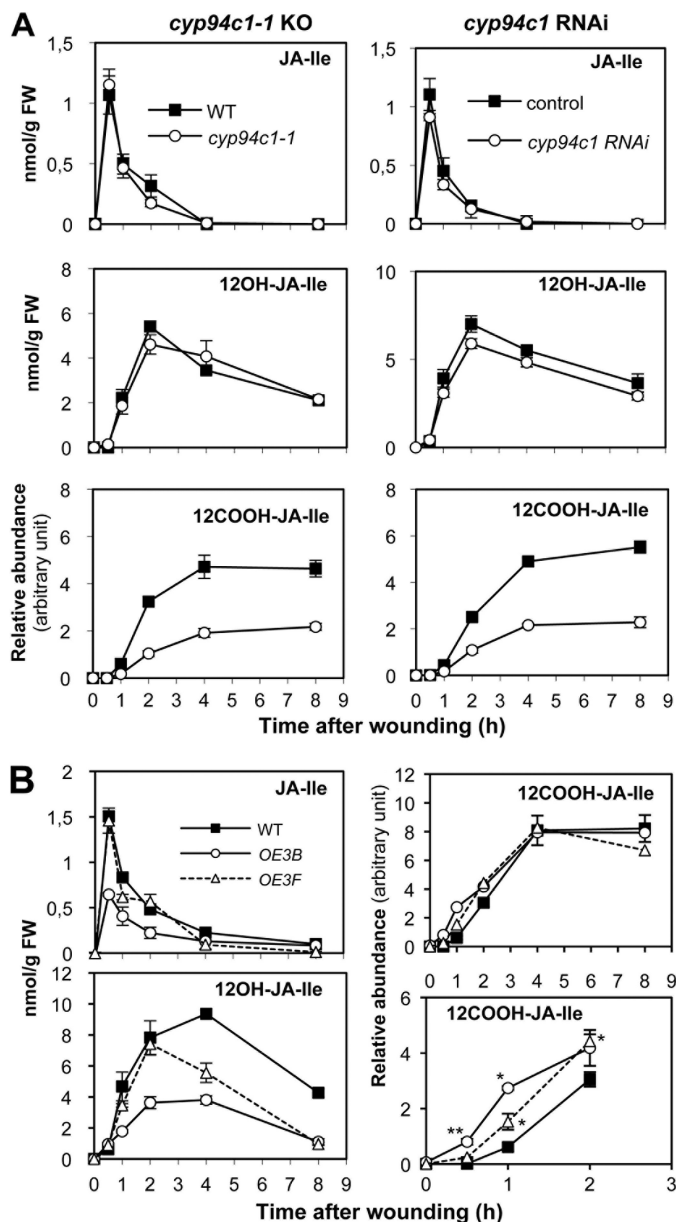 A
cyp94c1-1 KO
cyp94c1 RNAi
nmol/g FW
1,5
1
0,5
0
JA-Ile
WT
cyp94c1-1
1,5
1
0,5
0
JA-Ile
control
cyp94c1 RNAi
nmol/g FW
8
6
4
2
0
12OH-JA-Ile
10
5
0
12OH-JA-Ile
Relative abundance
(arbitrary unit)
8
6
4
2
0
12COOH-JA-Ile
0 1 2 3 4 5 6 7 8 9
8
6
4
2
0
12COOH-JA-Ile
0 1 2 3 4 5 6 7 8 9
Time after wounding (h)
B
nmol/g FW
2
1,5
1
0,5
0
JA-Ile
WT
OE3B
OE3F
12
10
8
6
4
2
0
12OH-JA-Ile
0 1 2 3 4 5 6 7 8 9
Relative abundance (arbitrary unit)
12
10
8
6
4
2
0
12COOH-JA-Ile
0 1 2 3 4 5 6 7 8 9
6
4
2
0
12COOH-JA-Ile
**
*
*
*
0 1 2 3
Time after wounding (h)